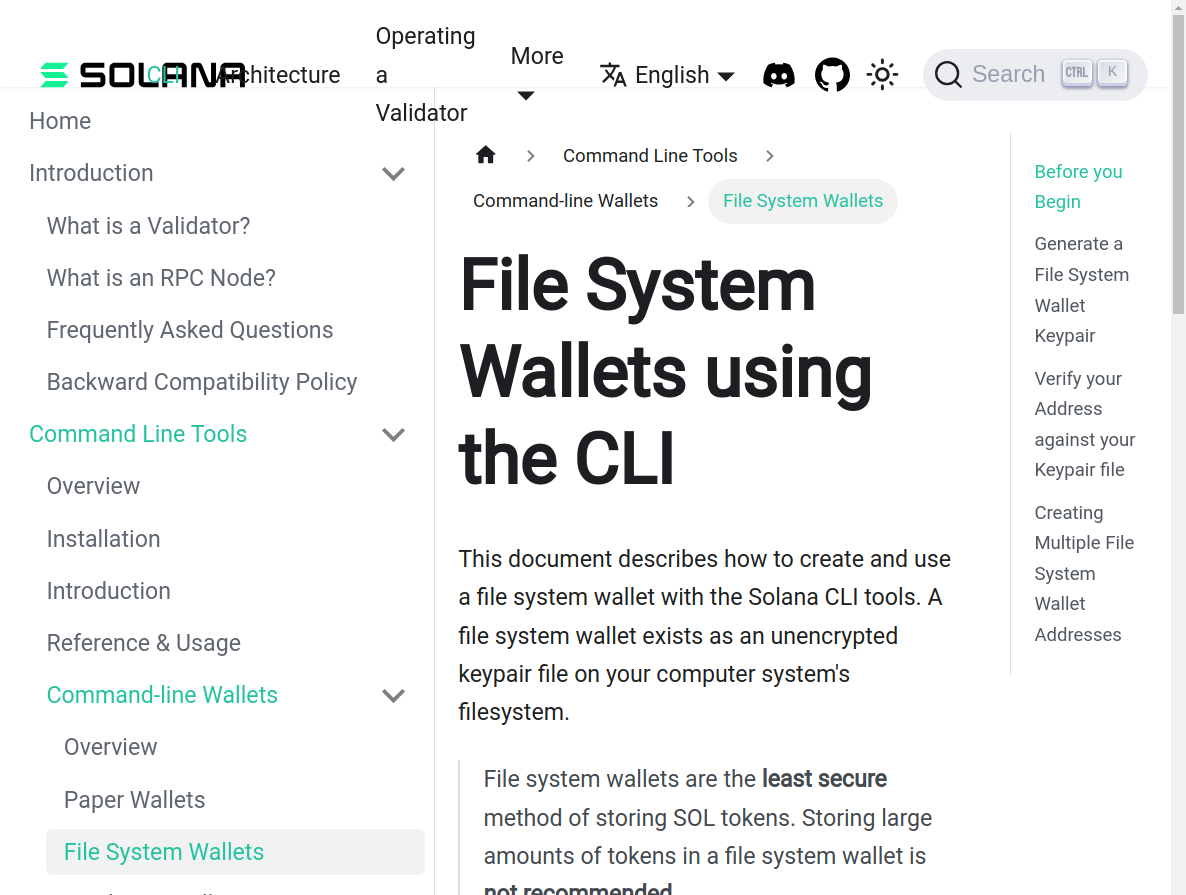 SOLANA
CLI
Architecture
Operating
a
Validator
More
English
Search
CTRL
K
Home
Introduction
What is a Validator?
What is an RPC Node?
Frequently Asked Questions
Backward Compatibility Policy
Command Line Tools
Overview
Installation
Introduction
Reference & Usage
Command-line Wallets
Overview
Paper Wallets
File System Wallets
Command Line Tools
Command-line Wallets
File System Wallets
File System
Wallets using
the CLI
This document describes how to create and use
a file system wallet with the Solana CLI tools. A
file system wallet exists as an unencrypted
keypair file on your computer system's
filesystem.
File system wallets are the least secure
method of storing SOL tokens. Storing large
amounts of tokens in a file system wallet is
not recommended
Before you
Begin
Generate a
File System
Wallet
Keypair
Verify your
Address
against your
Keypair file
Creating
Multiple File
System
Wallet
Addresses